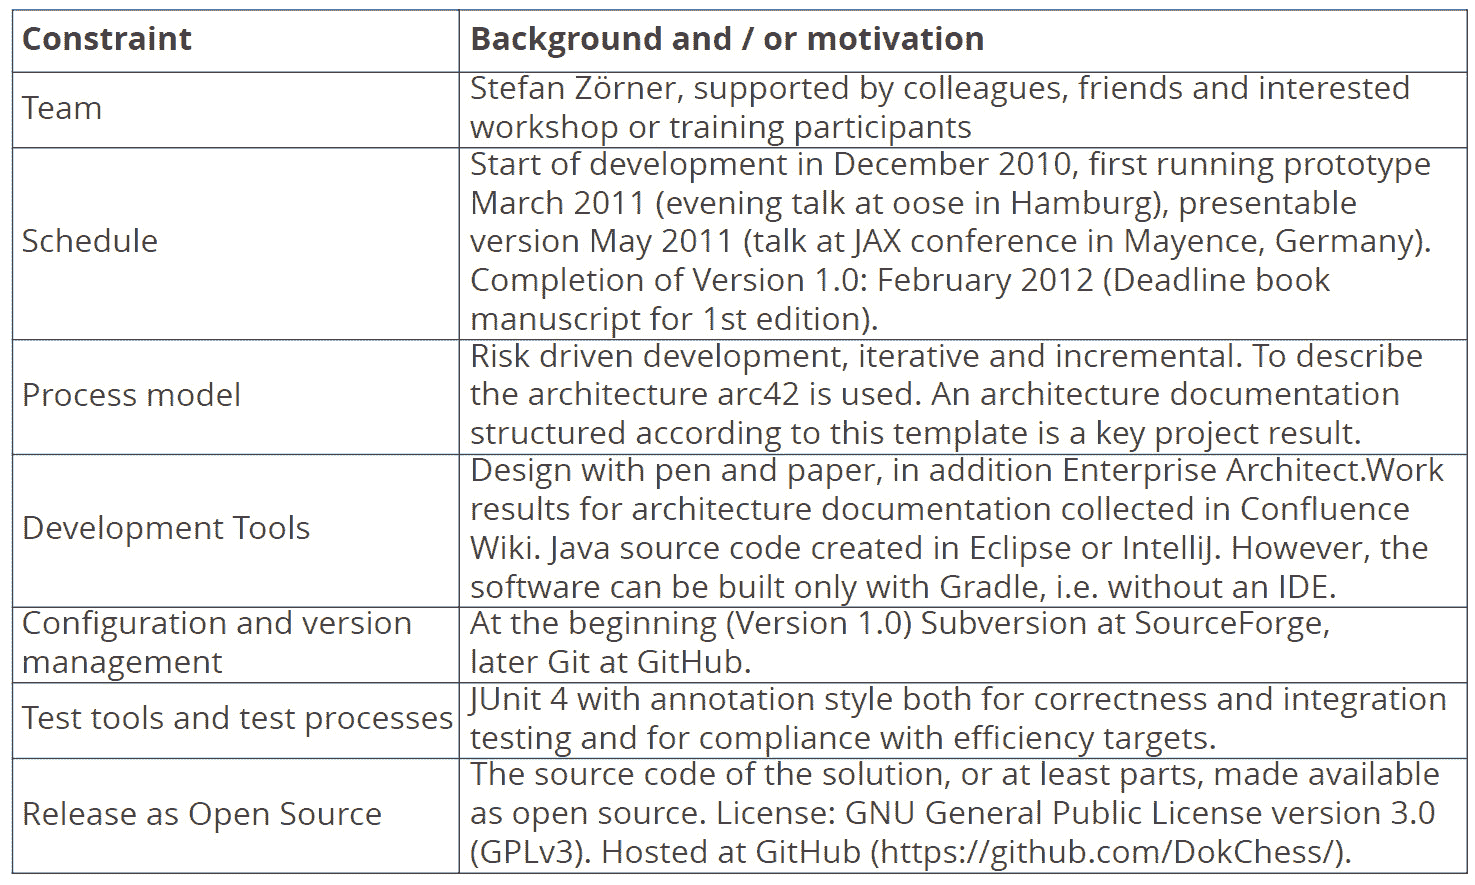 Constraint
Background and / or motivation
Team
Stefan Zörner, supported by colleagues, friends and interested
workshop or training participants
Schedule
Start of development in December 2010, first running prototype
March 2011 (evening talk at oose in Hamburg), presentable
version May 2011 (talk at JAX conference in Mayence, Germany).
Completion of Version 1.0: February 2012 (Deadline book
manuscript for 1st edition).
Process model
Risk driven development, iterative and incremental. To describe
the architecture arc42 is used. An architecture documentation
structured according to this template is a key project result.
Development Tools
Design with pen and paper, in addition Enterprise Architect.Work
results for architecture documentation collected in Confluence
Wiki. Java source code created in Eclipse or IntelliJ. However, the
software can be built only with Gradle, i.e. without an IDE.
Configuration and version
management
At the beginning (Version 1.0) Subversion at SourceForge,
later Git at GitHub.
Test tools and test processes
JUnit 4 with annotation style both for correctness and integration
testing and for compliance with efficiency targets.
Release as Open Source
The source code of the solution, or at least parts, made available
as open source. License: GNU General Public License version 3.0
(GPLv3). Hosted at GitHub (https://github.com/DokChess/).